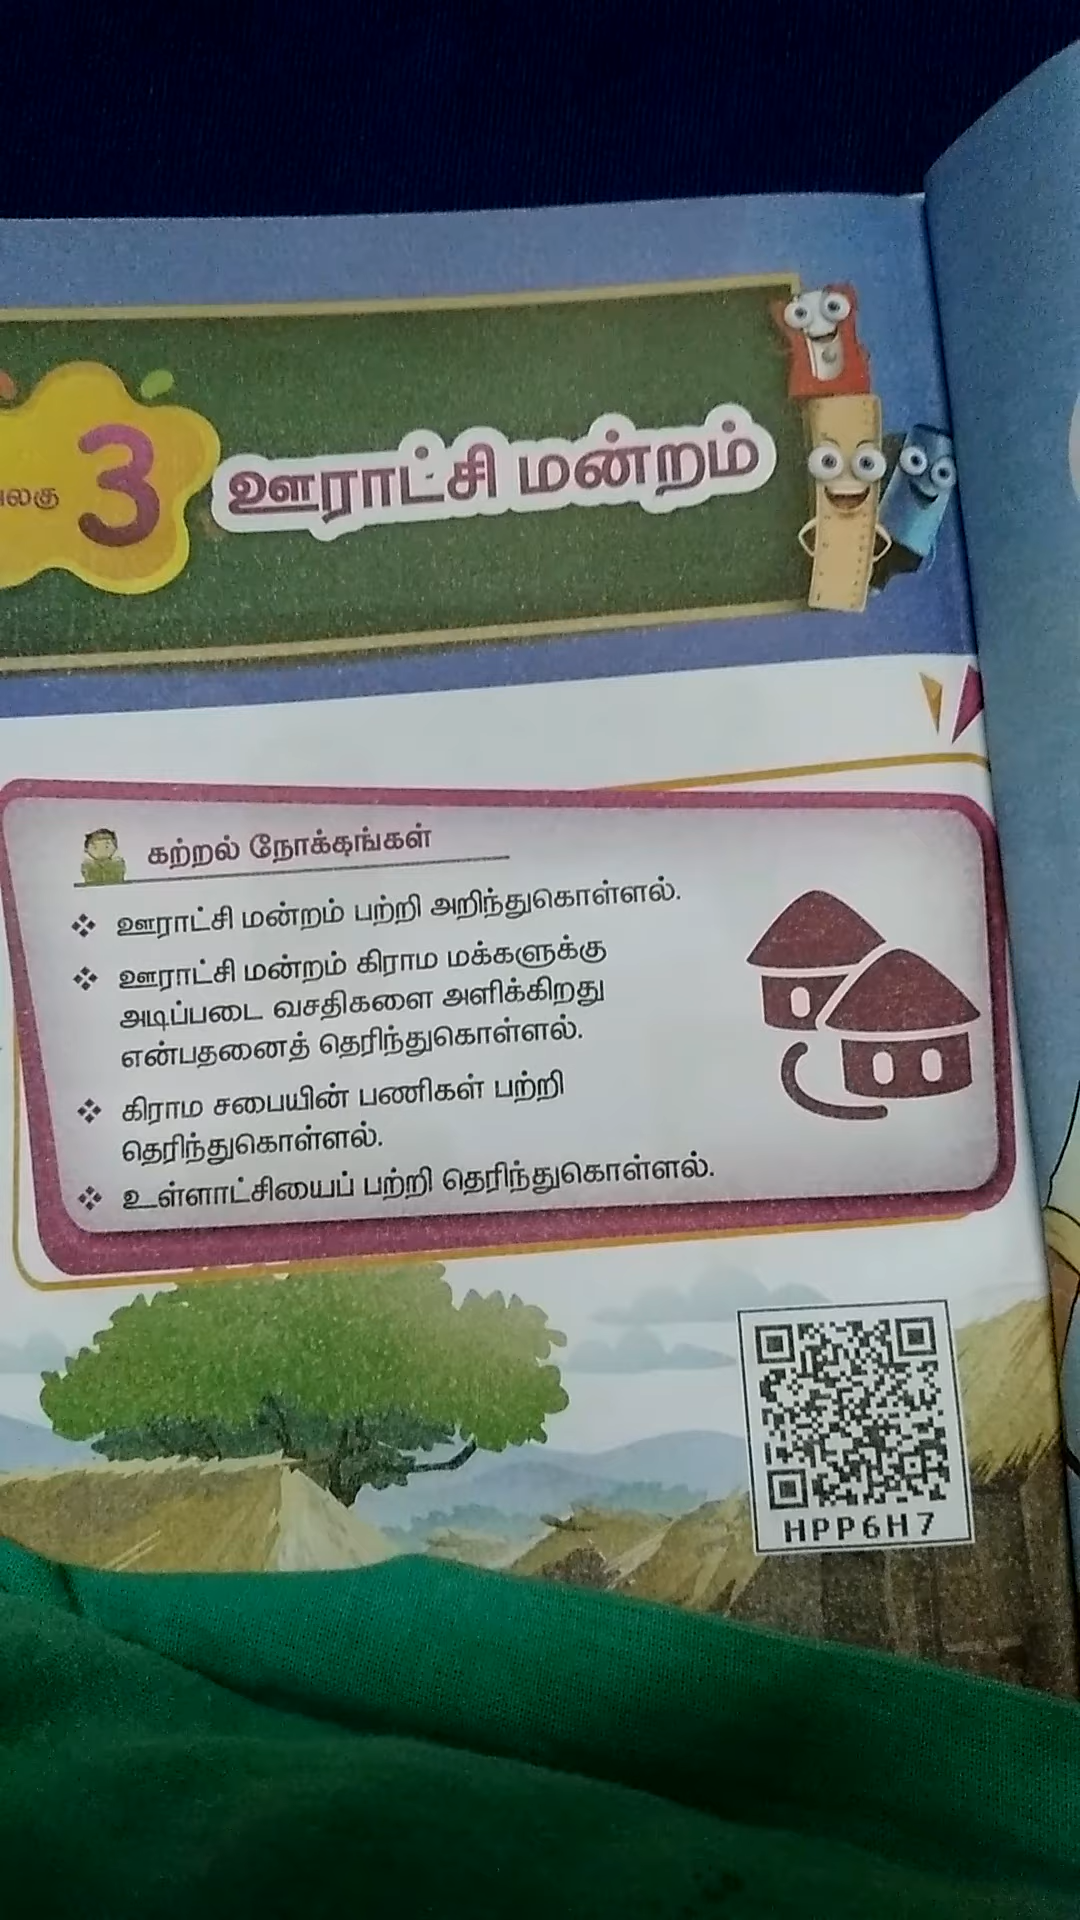 3
ஊராட்சி மன்றம்
கற்றல் நோக்கங்கள்
❖ ஊராட்சி மன்றம் பற்றி அறிந்துகொள்ளல்.
❖ ஊராட்சி மன்றம் கிராம மக்களுக்கு
அடிப்படை வசதிகளை அளிக்கிறது
என்பதனைத் தெரிந்துகொள்ளல்.
❖ கிராம சபையின் பணிகள் பற்றி
தெரிந்துகொள்ளல்.
❖ உள்ளாட்சியைப் பற்றி தெரிந்துகொள்ளல்.
HPP6H7